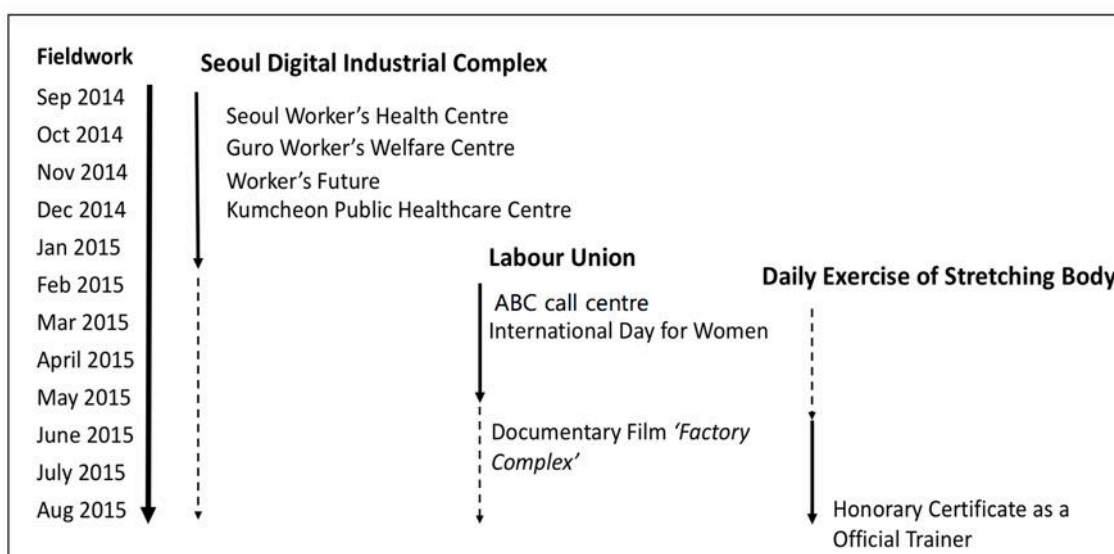 Fieldwork
Sep 2014
Oct 2014
Nov 2014
Dec 2014
Jan 2015
Feb 2015
Mar 2015
April 2015
May 2015
June 2015
July 2015
Aug 2015
Seoul Digital Industrial Complex
Seoul Worker's Health Centre
Guro Worker's Welfare Centre
Worker's Future
Kumcheon Public Healthcare Centre
Labour Union
ABC call centre
International Day for Women
Documentary Film ‘Factory
Complex’
Daily Exercise of Stretching Body
Honorary Certificate as a
Official Trainer